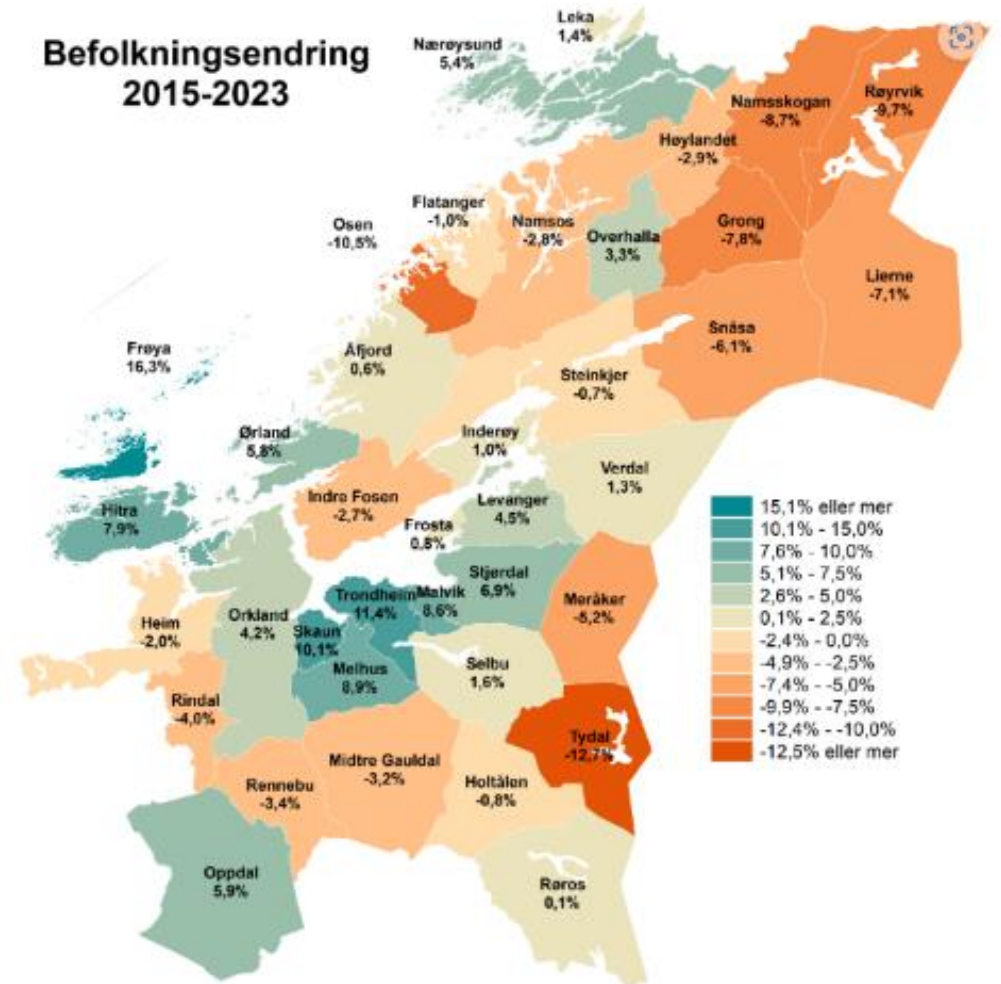 Befolkningsendring
2015-2023
Leka
1,4%
Nærøysund
5,4%
Namsskogan
-8,7%
Røyrvik
-9,7%
Høylandet
-2,9%
Flatanger
-1,0%
Osen
-10,5%
Namsos
-2,8%
Overhalla
3,3%
Grong
-7,8%
Lierne
-7,1%
Snåsa
-6,1%
Frøya
16,3%
Åfjord
0,6%
Steinkjer
-0,7%
Ørland
5,8%
Inderøy
1,0%
Verdal
1,3%
Hitra
7,9%
Indre Fosen
-2,7%
Levanger
4,5%
Frosta
0,8%
Stjørdal
6,9%
Trondheim
11,4%
Malvik
8,6%
Meråker
-5,2%
Heim
-2,0%
Orkland
4,2%
Skaun
10,1%
Melhus
8,9%
Selbu
1,6%
Rindal
-4,0%
Tydal
-12,7%
Midtre Gauldal
-3,2%
Rennebu
-3,4%
Holtålen
-0,8%
Oppdal
5,9%
Røros
0,1%
15,1% eller mer
10,1% - 15,0%
7,6% - 10,0%
5,1% - 7,5%
2,6% - 5,0%
0,1% - 2,5%
-2,4% - 0,0%
-4,9% - -2,5%
-7,4% - -5,0%
-9,9% - -7,5%
-12,4% - -10,0%
-12,5% eller mer